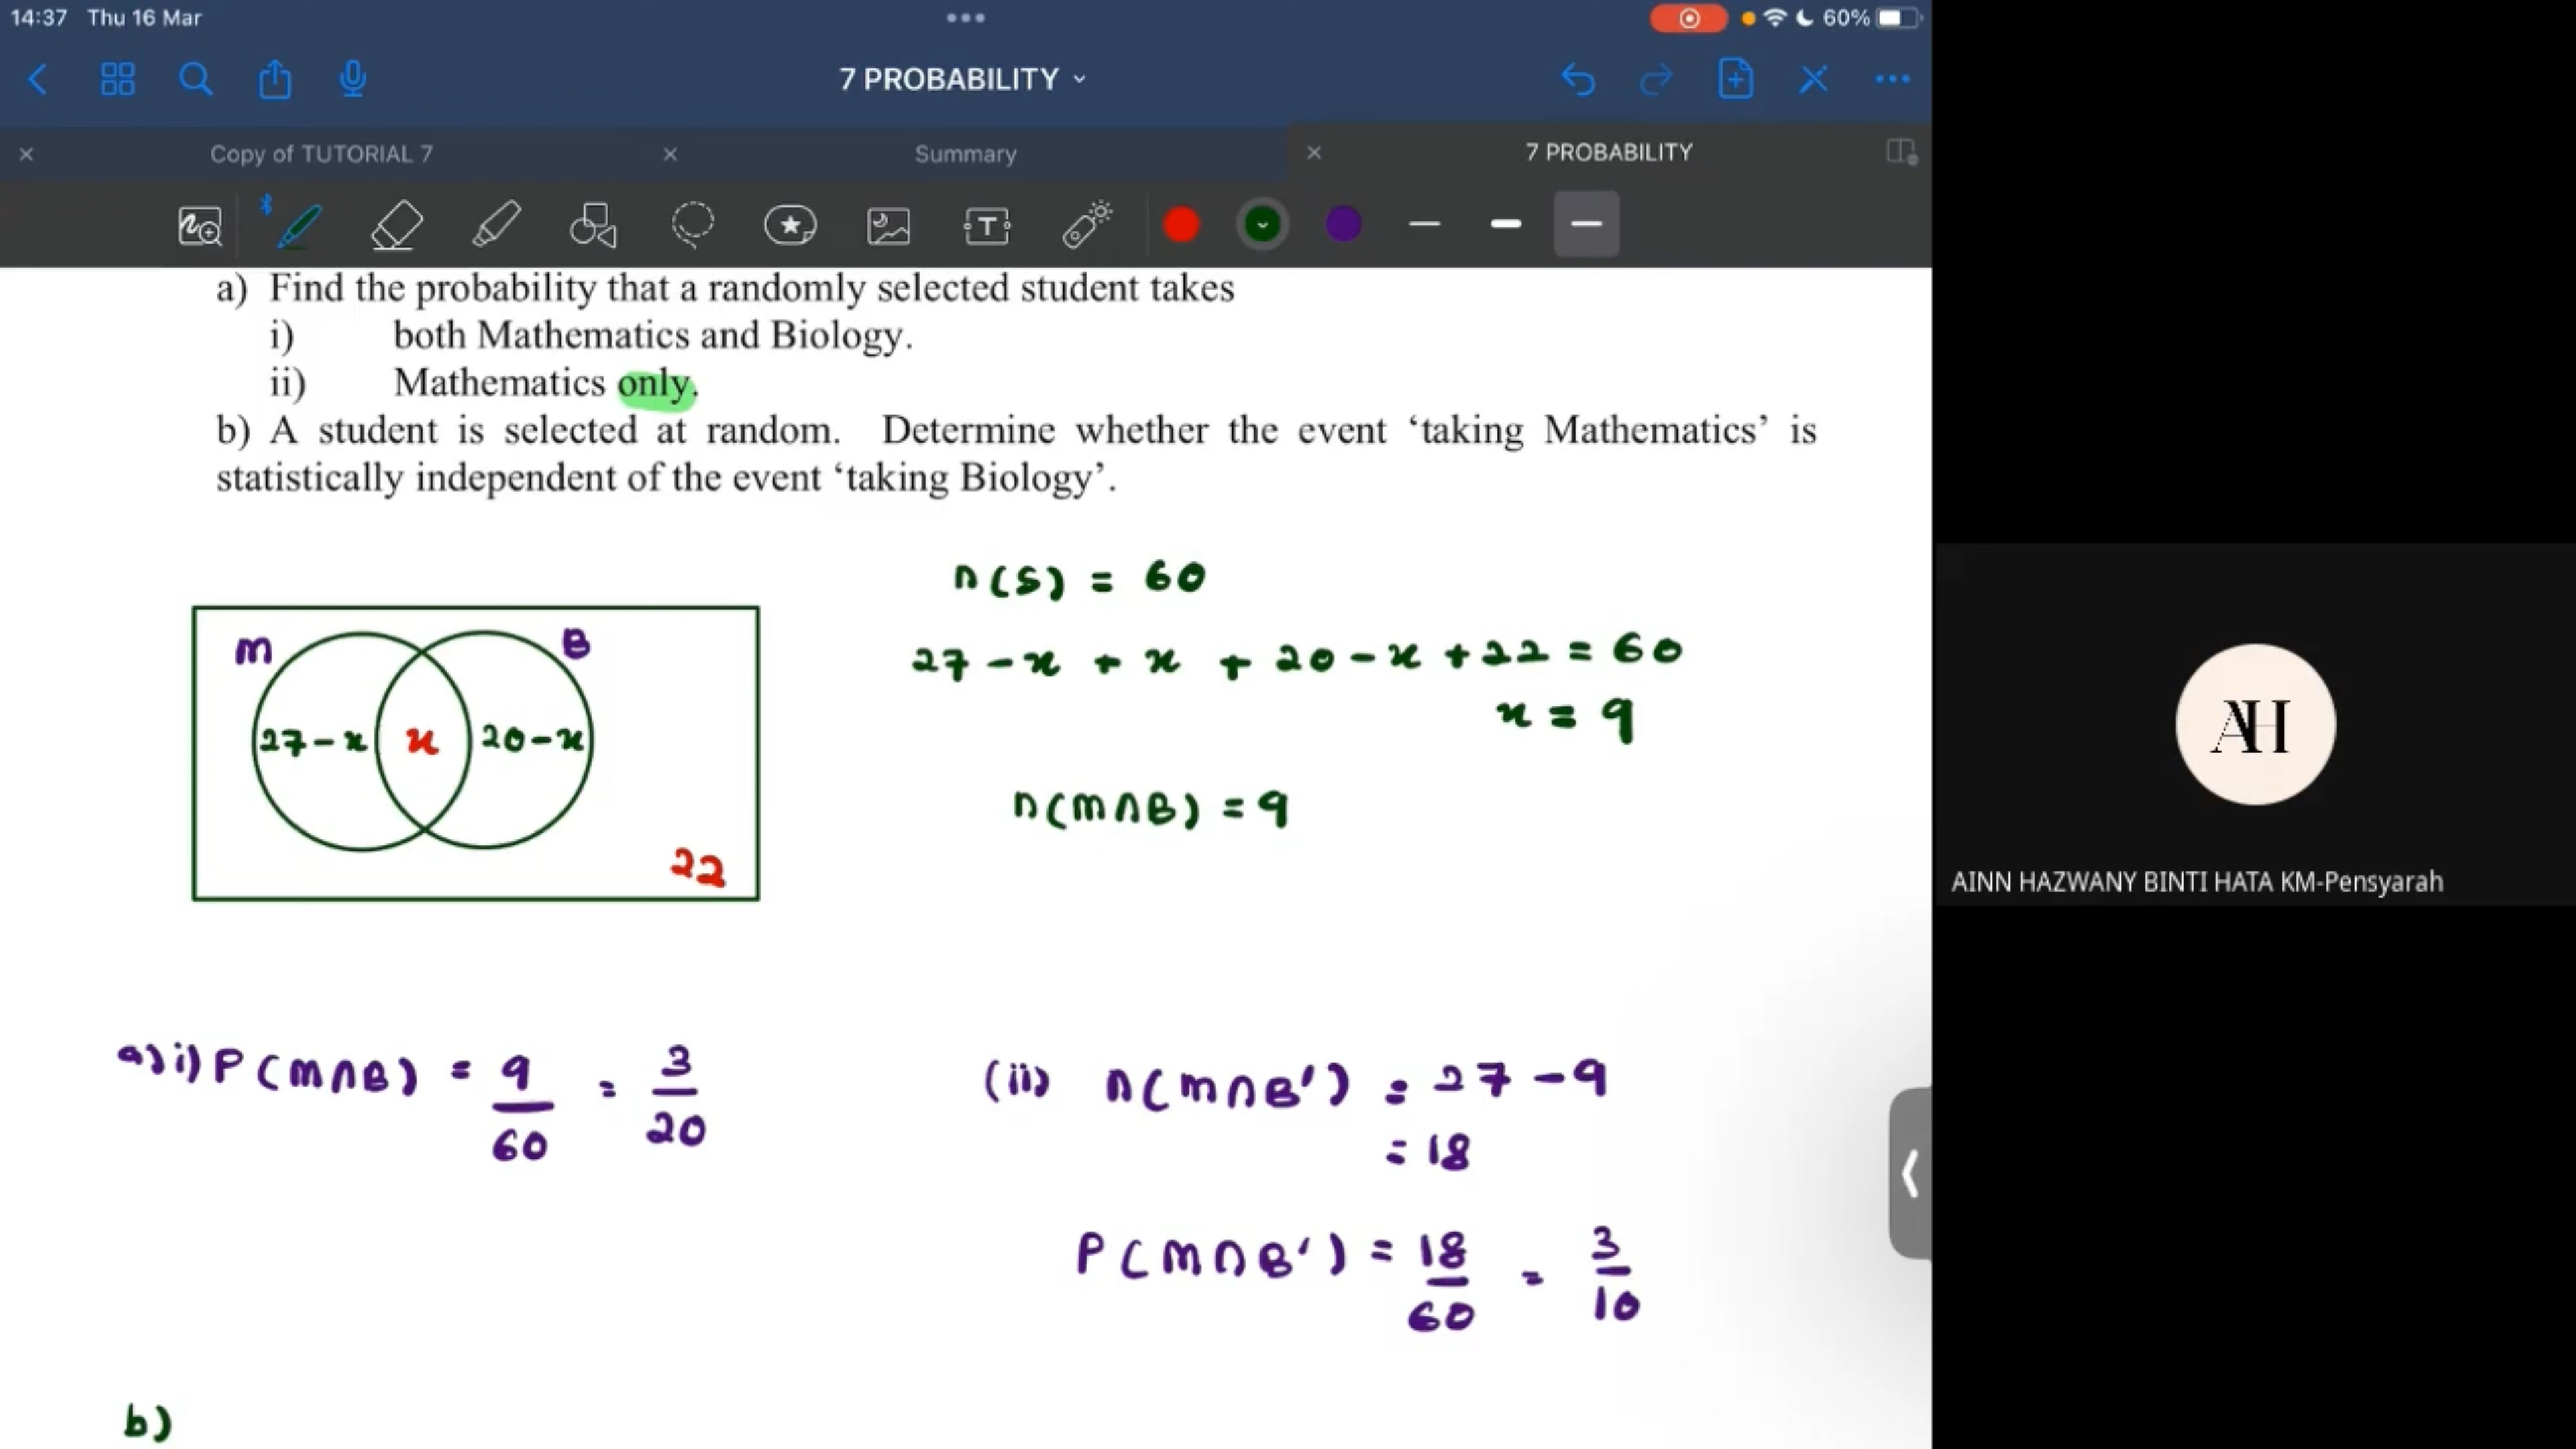 14:37 Thu 16 Mar
60%
7 PROBABILITY
Copy of TUTORIAL 7
Summary
7 PROBABILITY
a) Find the probability that a randomly selected student takes
i) both Mathematics and Biology.
ii) Mathematics only.
b) A student is selected at random. Determine whether the event ‘taking Mathematics’ is
statistically independent of the event ‘taking Biology’.
n(S) = 60
27 - x + x + 20 - x + 22 = 60
x = 9
n(M∩B) = 9
M
B
27-x
x
20-x
22
a) i) P(M∩B) = 9/60 = 3/20
(ii) n(M∩B') = 27 - 9
= 18
P(M∩B') = 18/60 = 3/10
b)
AH
AINN HAZWANY BINTI HATA KM-Pensyarah